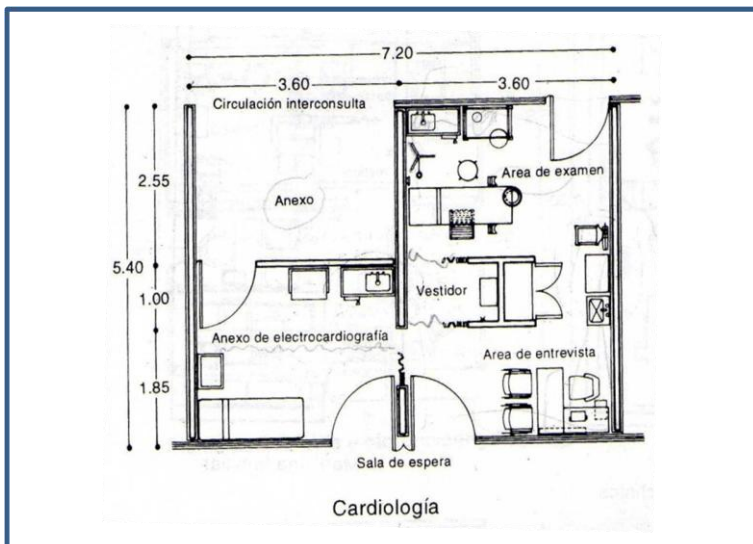 7.20
3.60 3.60
Circulación interconsulta
2.55
Area de examen
Anexo
5.40
1.00
Vestidor
Anexo de electrocardiografía
Area de entrevista
1.85
Sala de espera
Cardiología